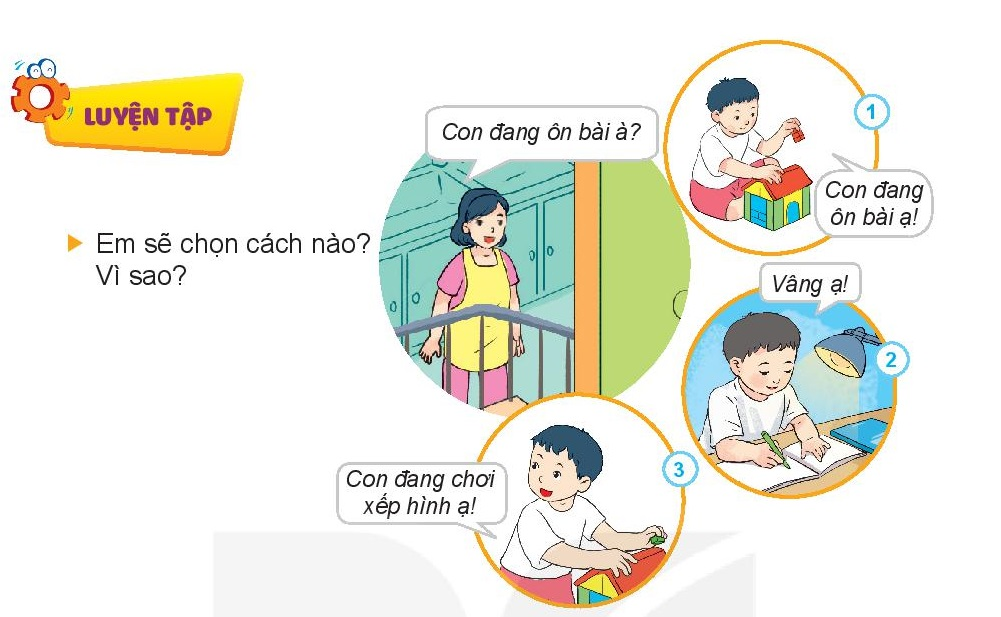 LUYỆN TẬP
Em sẽ chọn cách nào?
Vì sao?
Con đang ôn bài à?
1
Con đang
ôn bài ạ!
Vâng ạ!
2
3
Con đang chơi
xếp hình ạ!